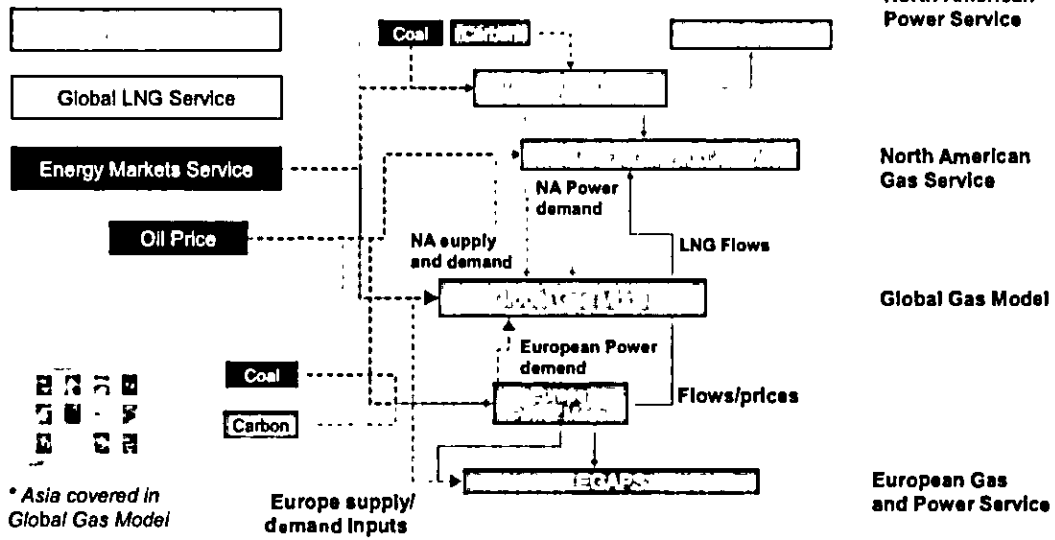 North American
Power Service
Coal
Carbon
Global LNG Service
Energy Markets Service
North American
Gas Service
NA Power
demand
Oil Price
NA supply
and demand
LNG Flows
Global Gas Model
European Power
demend
Coal
Flows/prices
Carbon
* Asia covered in
Global Gas Model
Europe supply/
demand Inputs
EGAPS
European Gas
and Power Service